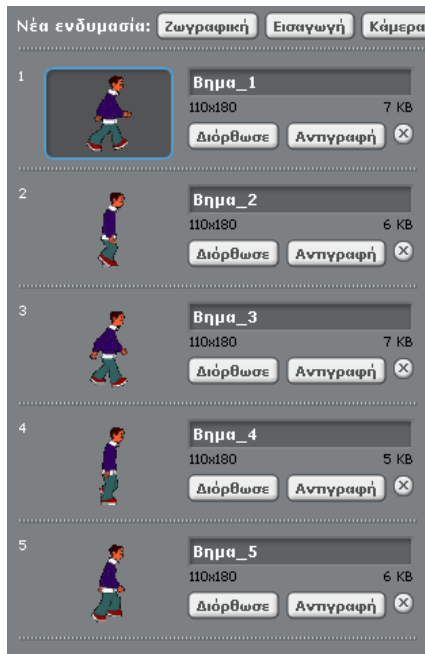 Νέα ενδυμασία: Ζωγραφική Εισαγωγή Κάμερα
1 Βημα_1
110x180 7 KB
Διόρθωσε Αντιγραφή
2 Βημα_2
110x180 6 KB
Διόρθωσε Αντιγραφή
3 Βημα_3
110x180 7 KB
Διόρθωσε Αντιγραφή
4 Βημα_4
110x180 5 KB
Διόρθωσε Αντιγραφή
5 Βημα_5
110x180 6 KB
Διόρθωσε Αντιγραφή